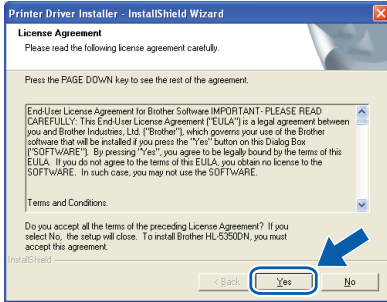 Printer Driver Installer - InstallShield Wizard
License Agreement
Please read the following license agreement carefully.
Press the PAGE DOWN key to see the rest of the agreement.
End-User License Agreement for Brother Software IMPORTANT- PLEASE READ
CAREFULLY: This End-User License Agreement ("EULA") is a legal agreement between
you and Brother Industries, Ltd. ("Brother"), which governs your use of the Brother
software that will be installed if you press the "Yes" button on this Dialog Box
("SOFTWARE"). By pressing "Yes", you agree to be legally bound by the terms of this
EULA. If you do not agree to the terms of this EULA, you obtain no license to the
SOFTWARE. In such case, you may not use the SOFTWARE.
Terms and Conditions.
Do you accept all the terms of the preceding License Agreement? If you
select No, the setup will close. To install Brother HL-5350DN, you must
accept this agreement.
InstallShield
< Back Yes No